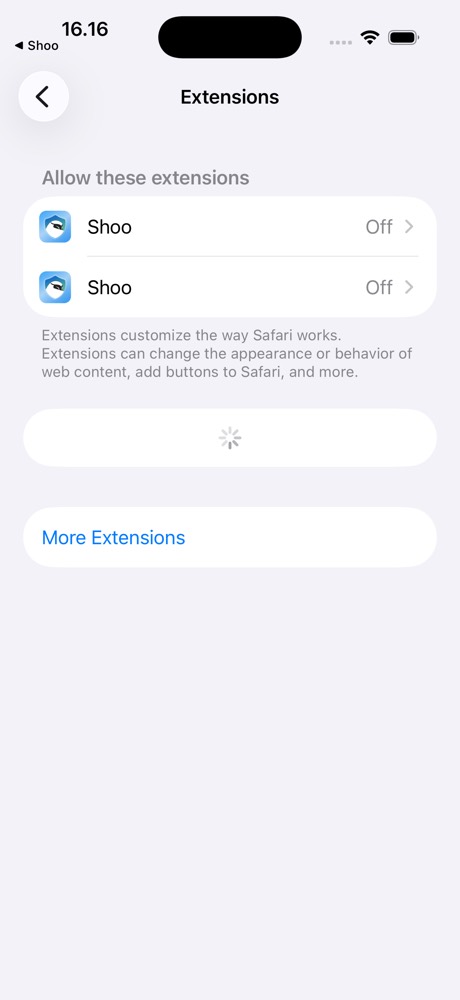 16.16
◀ Shoo
Extensions
Allow these extensions
Shoo Off
Shoo Off
Extensions customize the way Safari works.
Extensions can change the appearance or behavior of
web content, add buttons to Safari, and more.
More Extensions